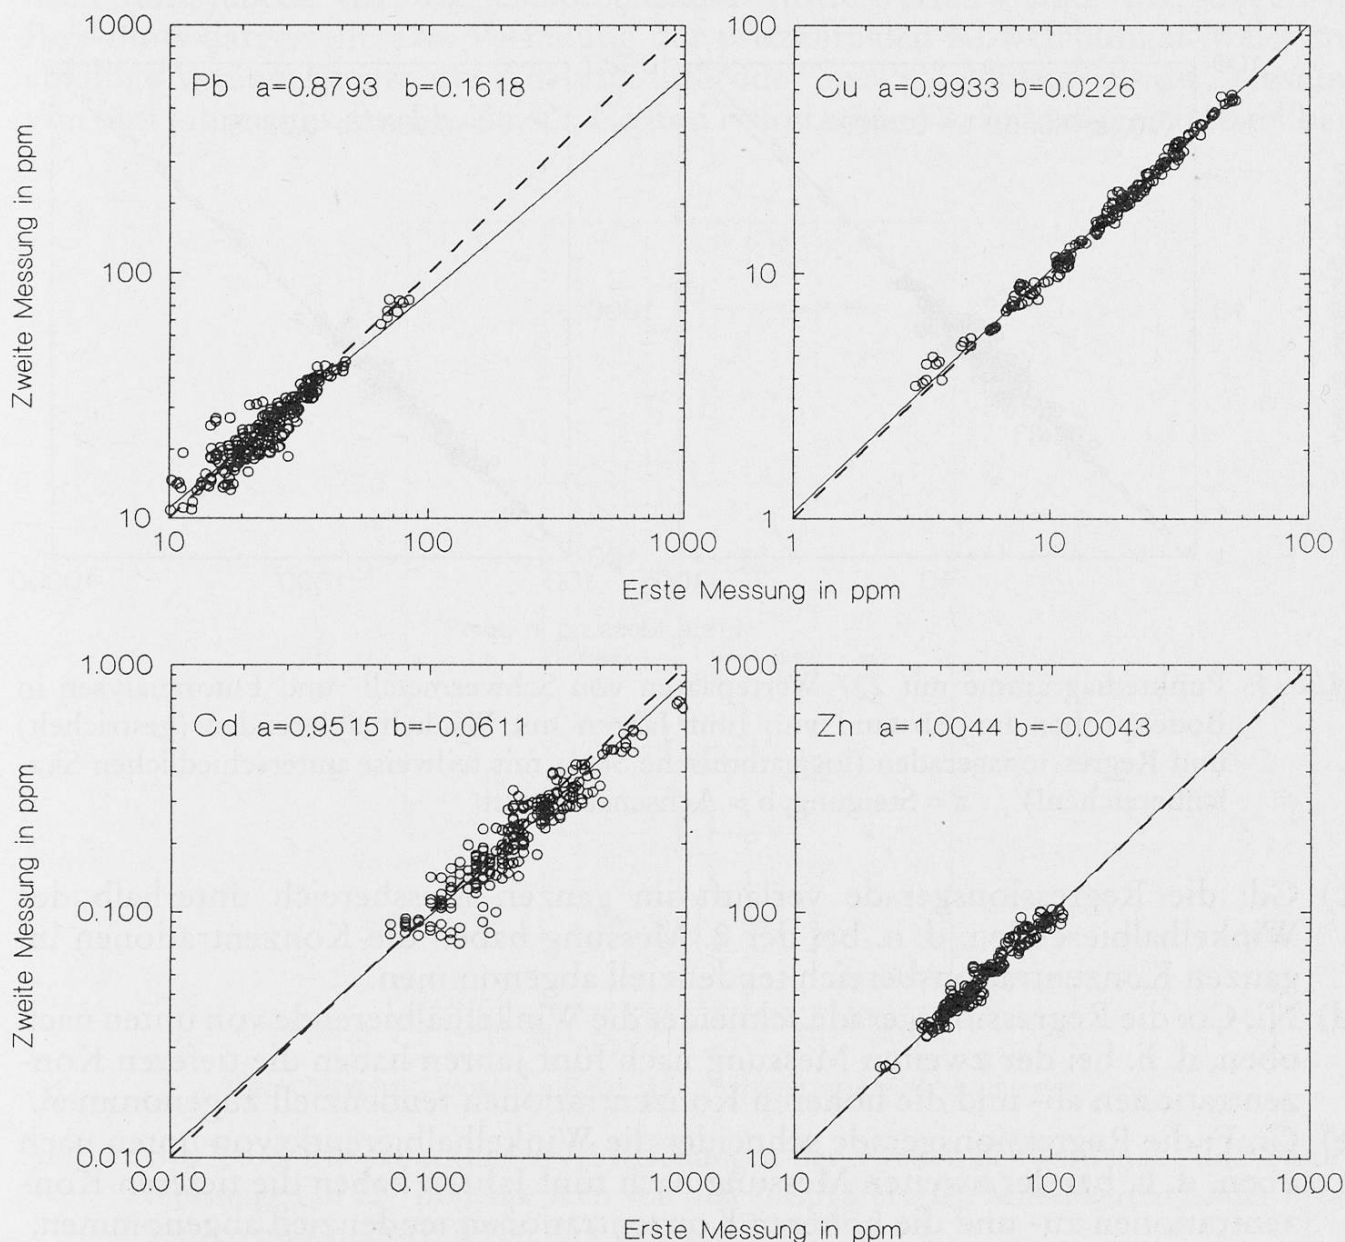 1000
Pb a=0.8793 b=0.1618
100
10
10 100 1000
Zweite Messung in ppm
100
Cu a=0.9933 b=0.0226
10
1
1 10 100
Erste Messung in ppm
1.000
Cd a=0.9515 b=-0.0611
0.100
0.010
0.010 0.100 1.000
Zweite Messung in ppm
1000
Zn a=1.0044 b=-0.0043
100
10
10 100 1000
Erste Messung in ppm